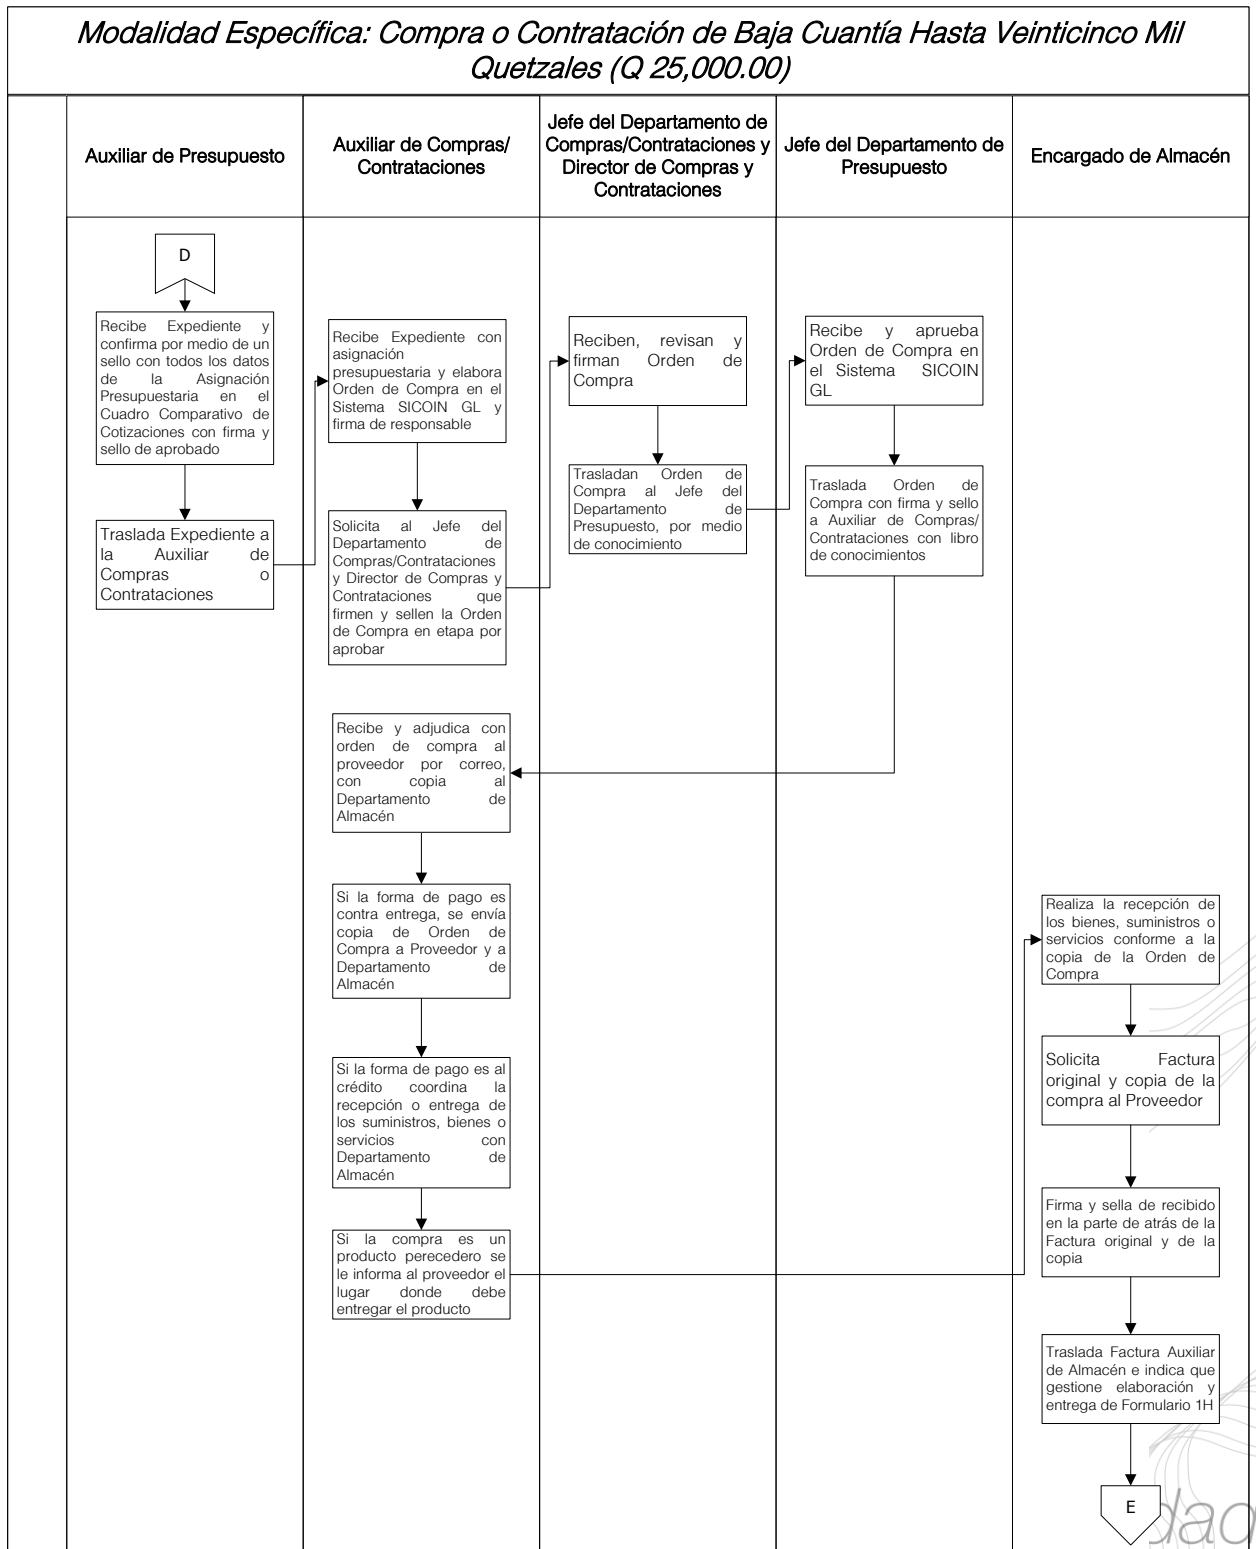 Modalidad Específica: Compra o Contratación de Baja Cuantía Hasta Veinticinco Mil
Quetzales (Q 25,000.00)
Auxiliar de Presupuesto
Auxiliar de Compras/
Contrataciones
Jefe del Departamento de
Compras/Contrataciones y
Director de Compras y
Contrataciones
Jefe del Departamento de
Presupuesto
Encargado de Almacén
D
Recibe Expediente y
confirma por medio de un
sello con todos los datos
de la Asignación
Presupuestaria en el
Cuadro Comparativo de
Cotizaciones con firma y
sello de aprobado
Traslada Expediente a
la Auxiliar de
Compras o
Contrataciones
Recibe Expediente con
asignación
presupuestaria y elabora
Orden de Compra en el
Sistema SICOIN GL y
firma de responsable
Solicita al Jefe del
Departamento de
Compras/Contrataciones
y Director de Compras y
Contrataciones que
firmen y sellen la Orden
de Compra en etapa por
aprobar
Reciben, revisan y
firman Orden de
Compra
Trasladan Orden de
Compra al Jefe del
Departamento de
Presupuesto, por medio
de conocimiento
Recibe y aprueba
Orden de Compra en
el Sistema SICOIN
GL
Traslada Orden de
Compra con firma y sello
a Auxiliar de Compras/
Contrataciones con libro
de conocimientos
Recibe y adjudica con
orden de compra al
proveedor por correo,
con copia al
Departamento de
Almacén
Si la forma de pago es
contra entrega, se envía
copia de Orden de
Compra a Proveedor y a
Departamento de
Almacén
Si la forma de pago es al
crédito coordina la
recepción o entrega de
los suministros, bienes o
servicios con
Departamento de
Almacén
Si la compra es un
producto perecedero se
le informa al proveedor el
lugar donde debe
entregar el producto
Realiza la recepción de
los bienes, suministros o
servicios conforme a la
copia de la Orden de
Compra
Solicita Factura
original y copia de la
compra al Proveedor
Firma y sella de recibido
en la parte de atrás de la
Factura original y de la
copia
Traslada Factura Auxiliar
de Almacén e indica que
gestione elaboración y
entrega de Formulario 1H
E